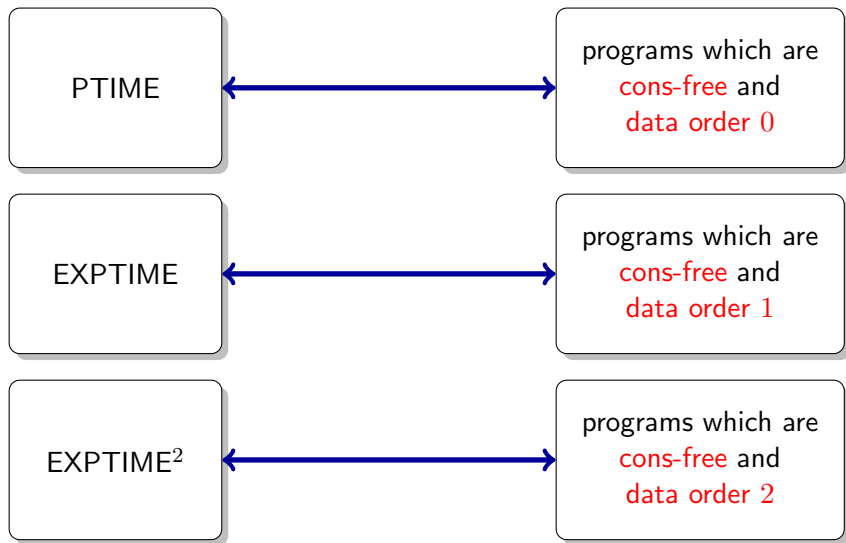 PTIME
programs which are
cons-free and
data order 0
EXPTIME
programs which are
cons-free and
data order 1
EXPTIME²
programs which are
cons-free and
data order 2